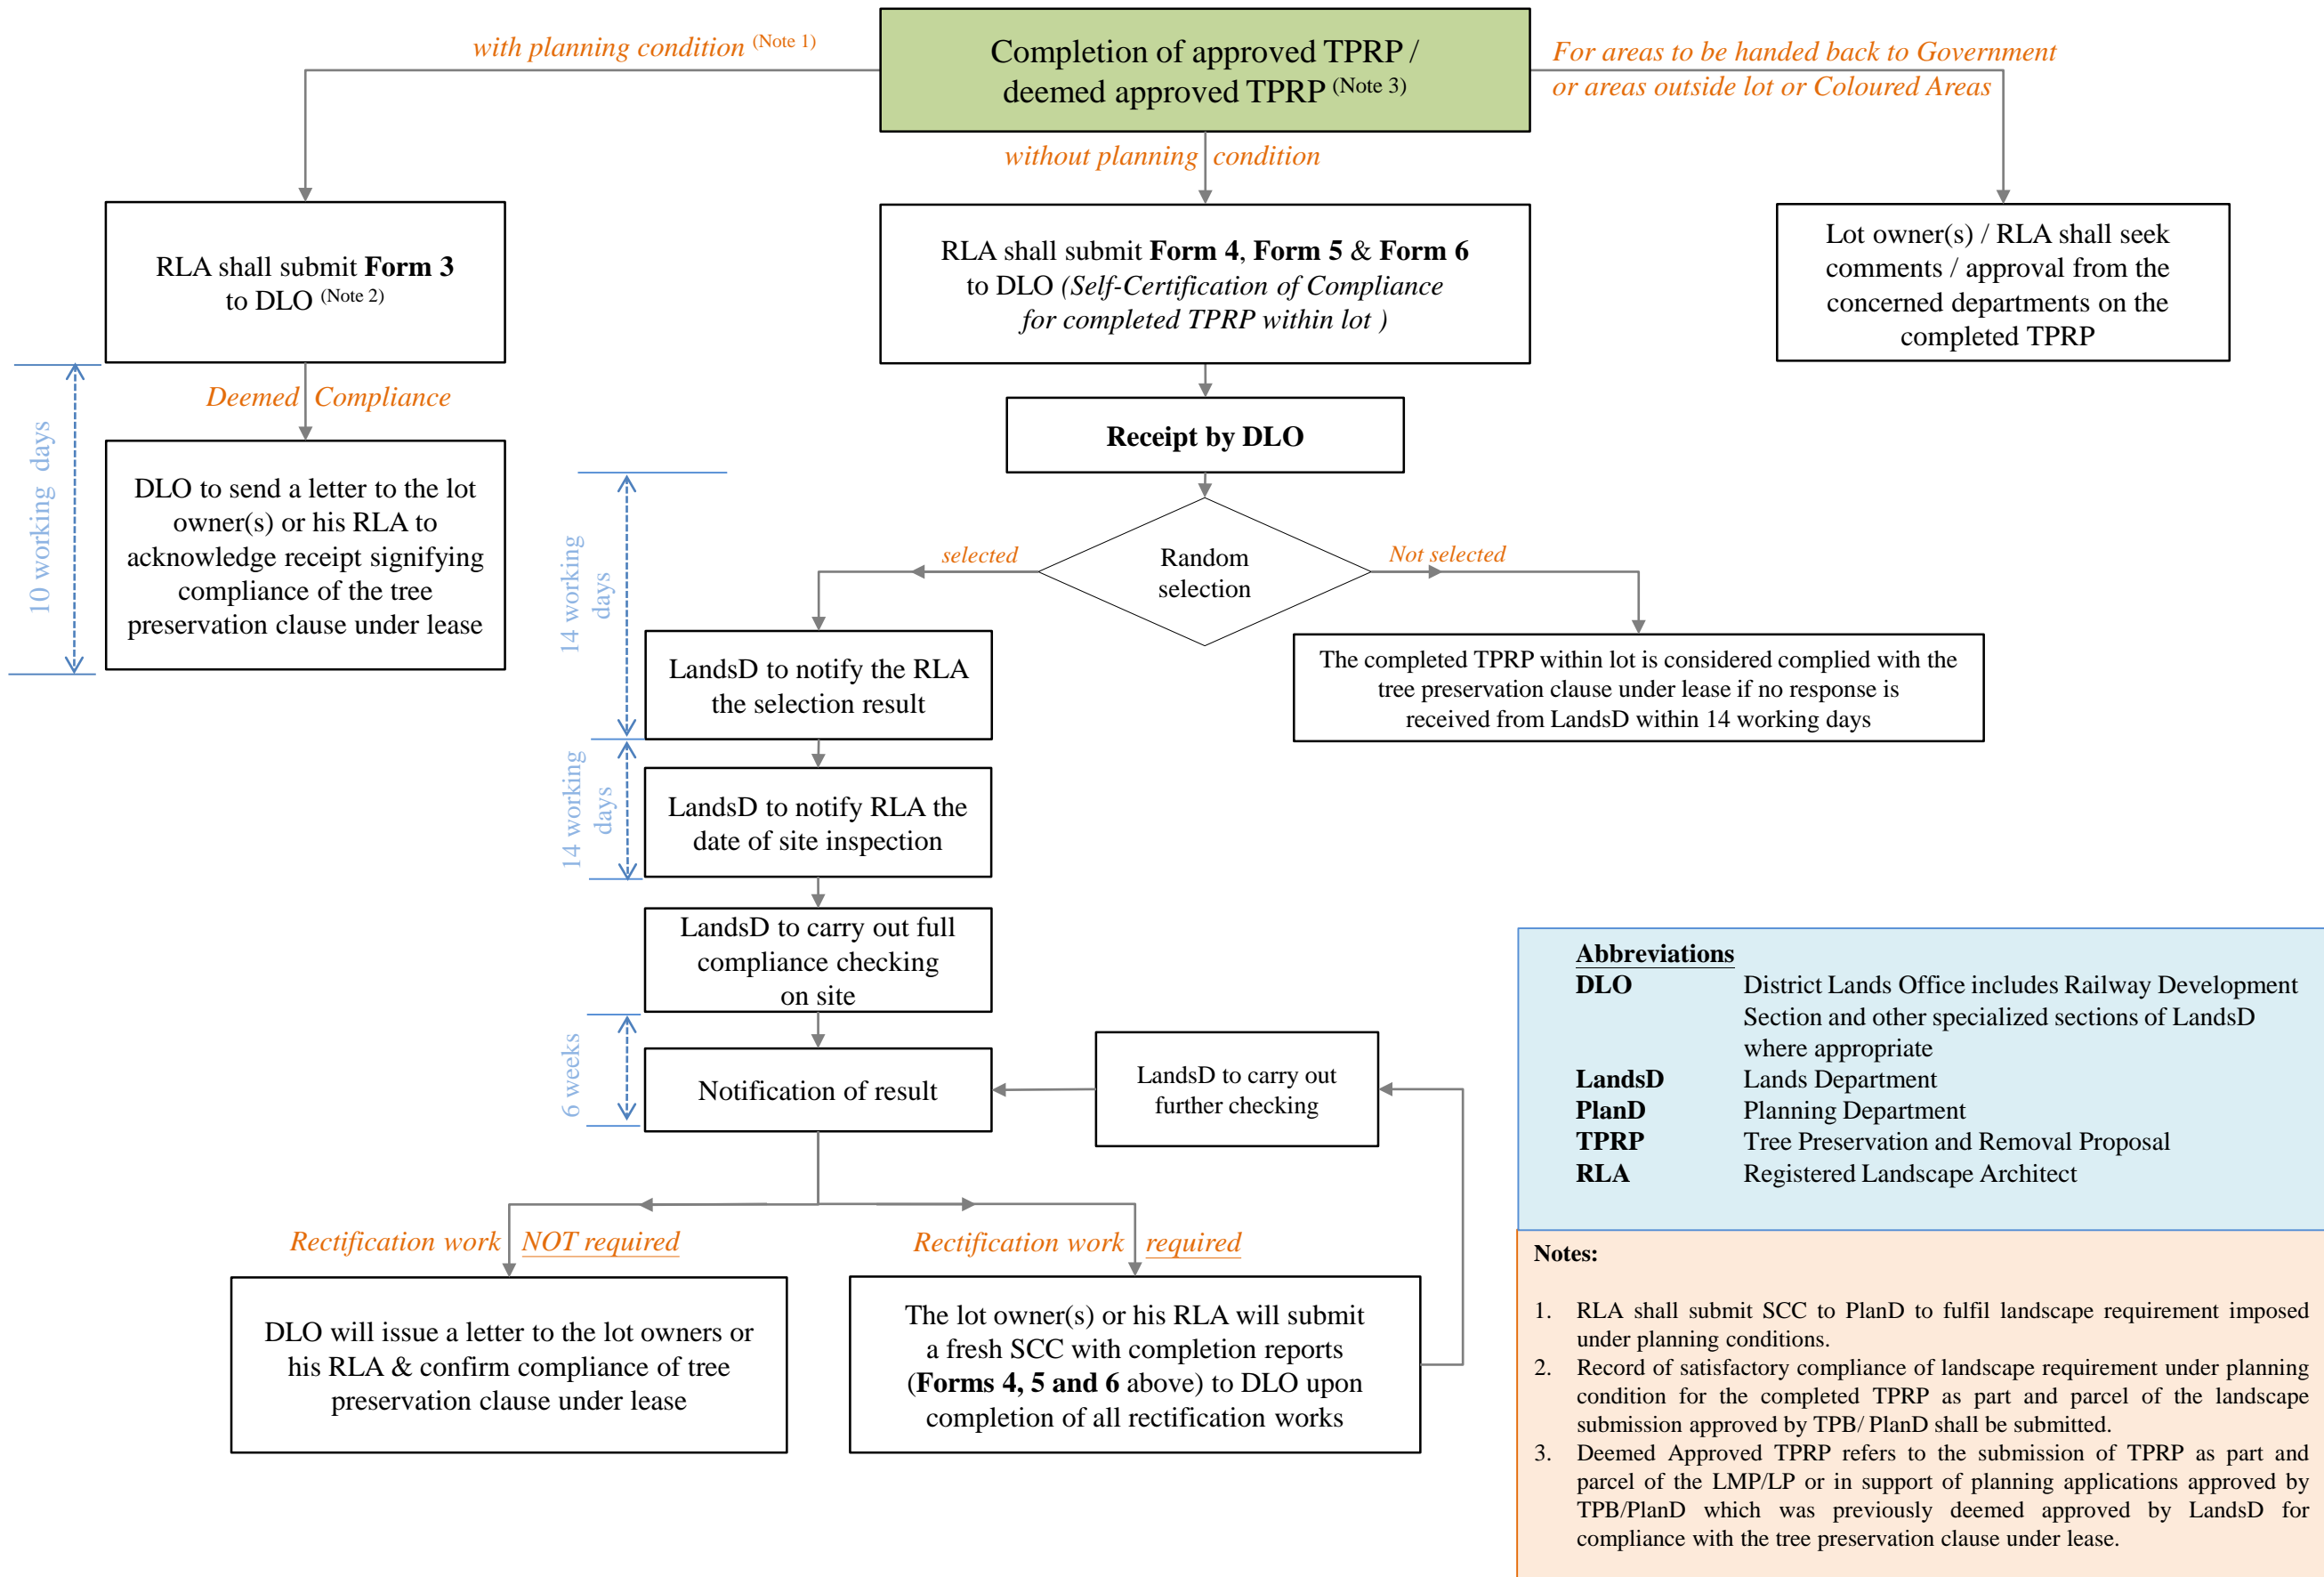 with planning condition (Note 1)
Completion of approved TPRP /
deemed approved TPRP (Note 3)
For areas to be handed back to Government
or areas outside lot or Coloured Areas
without planning condition
RLA shall submit Form 3
to DLO (Note 2)
RLA shall submit Form 4, Form 5 & Form 6
to DLO (Self-Certification of Compliance
for completed TPRP within lot )
Lot owner(s) / RLA shall seek
comments / approval from the
concerned departments on the
completed TPRP
10 working days
Deemed Compliance
DLO to send a letter to the lot
owner(s) or his RLA to
acknowledge receipt signifying
compliance of the tree
preservation clause under lease
Receipt by DLO
14 working
days
selected
Random
selection
Not selected
LandsD to notify the RLA
the selection result
The completed TPRP within lot is considered complied with the
tree preservation clause under lease if no response is
received from LandsD within 14 working days
14 working
days
LandsD to notify RLA the
date of site inspection
LandsD to carry out full
compliance checking
on site
6 weeks
Notification of result
LandsD to carry out
further checking
Rectification work NOT required
Rectification work required
DLO will issue a letter to the lot owners or
his RLA & confirm compliance of tree
preservation clause under lease
The lot owner(s) or his RLA will submit
a fresh SCC with completion reports
(Forms 4, 5 and 6 above) to DLO upon
completion of all rectification works
Abbreviations
DLO District Lands Office includes Railway Development
Section and other specialized sections of LandsD
where appropriate
LandsD Lands Department
PlanD Planning Department
TPRP Tree Preservation and Removal Proposal
RLA Registered Landscape Architect
Notes:
1. RLA shall submit SCC to PlanD to fulfil landscape requirement imposed
under planning conditions.
2. Record of satisfactory compliance of landscape requirement under planning
condition for the completed TPRP as part and parcel of the landscape
submission approved by TPB/ PlanD shall be submitted.
3. Deemed Approved TPRP refers to the submission of TPRP as part and
parcel of the LMP/LP or in support of planning applications approved by
TPB/PlanD which was previously deemed approved by LandsD for
compliance with the tree preservation clause under lease.